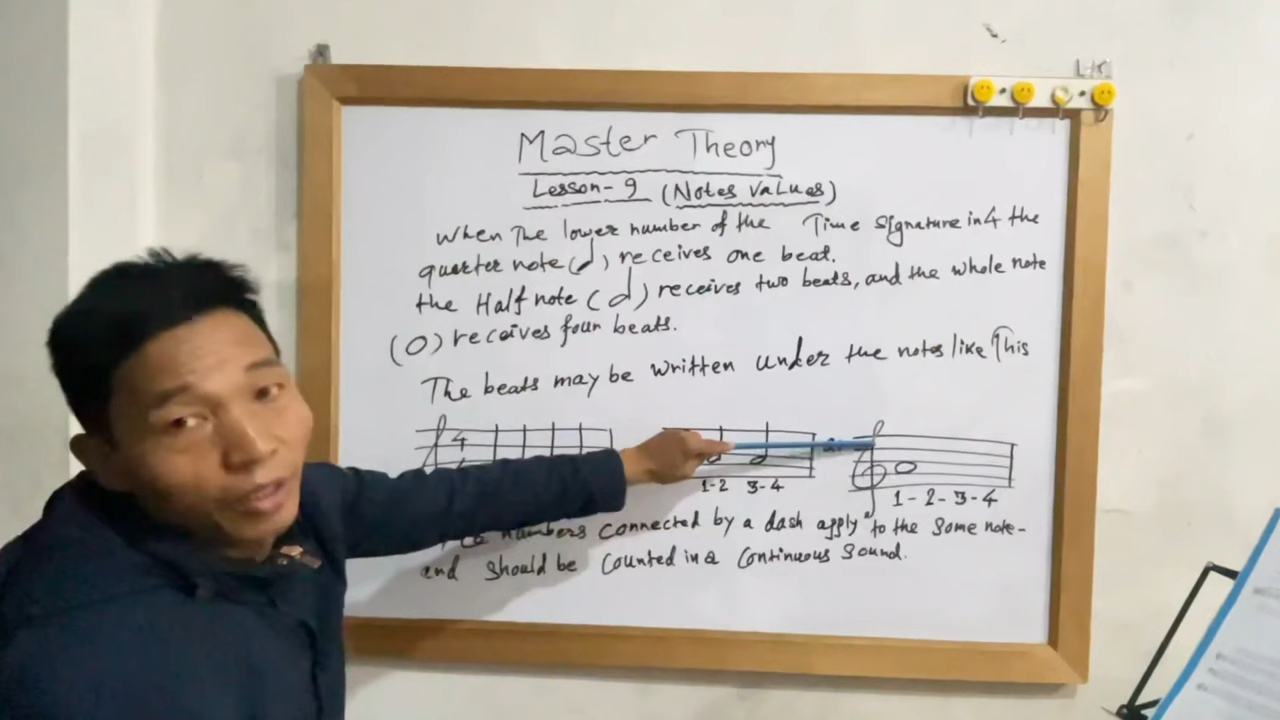 Master Theory
Lesson-9 (Notes Values)
When The lower number of the Time Signature in 4 the
quarter note (♩) receives one beat.
the Half note (d) receives two beats, and the whole note
(O) receives four beats.
The beats may be written under the notes like This
4
1-2 3-4 1-2-3-4
numbers connected by a dash apply to the some note-
and should be counted in a continuous sound.